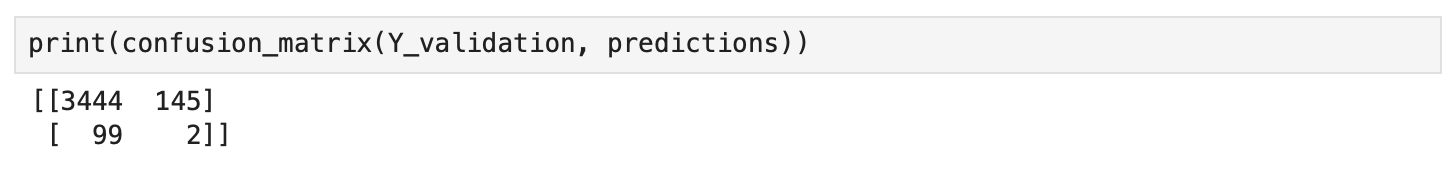 print(confusion_matrix(Y_validation, predictions))
[[3444  145]
 [  99    2]]